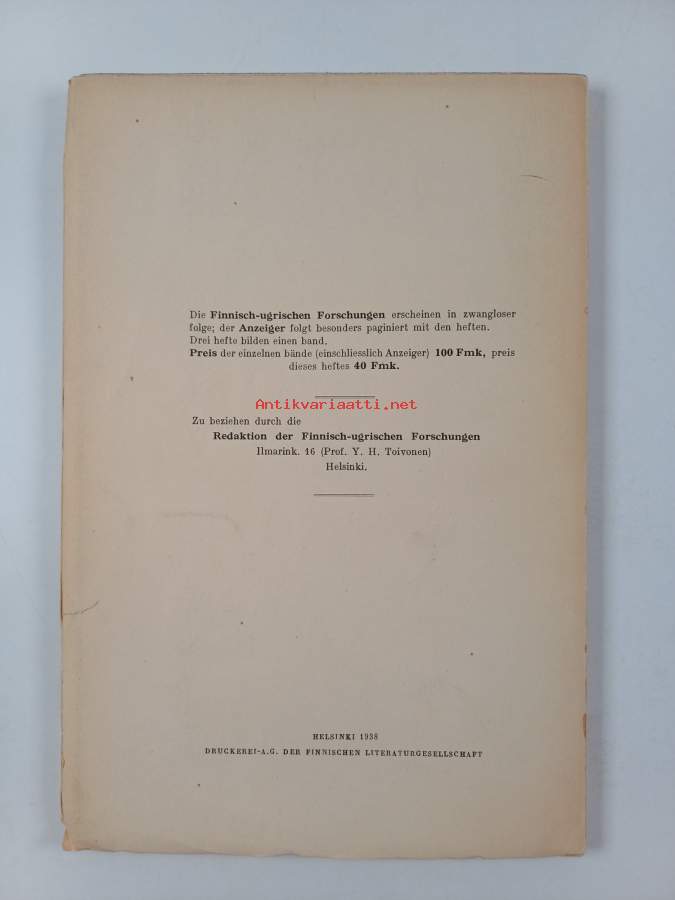 Die Finnisch-ugrischen Forschungen erscheinen in zwangloser
folge; der Anzeiger folgt besonders paginiert mit den heften.
Drei hefte bilden einen band.
Preis der einzelnen bände (einschliesslich Anzeiger) 100 Fmk, preis
dieses heftes 40 Fmk.
Antikvariaatti.net
Zu beziehen durch die
Redaktion der Finnisch-ugrischen Forschungen
Ilmarink. 16 (Prof. Y. H. Toivonen)
Helsinki.
HELSINKI 1938
DRUCKEREI-A.G. DER FINNISCHEN LITERATURGESELLSCHAFT